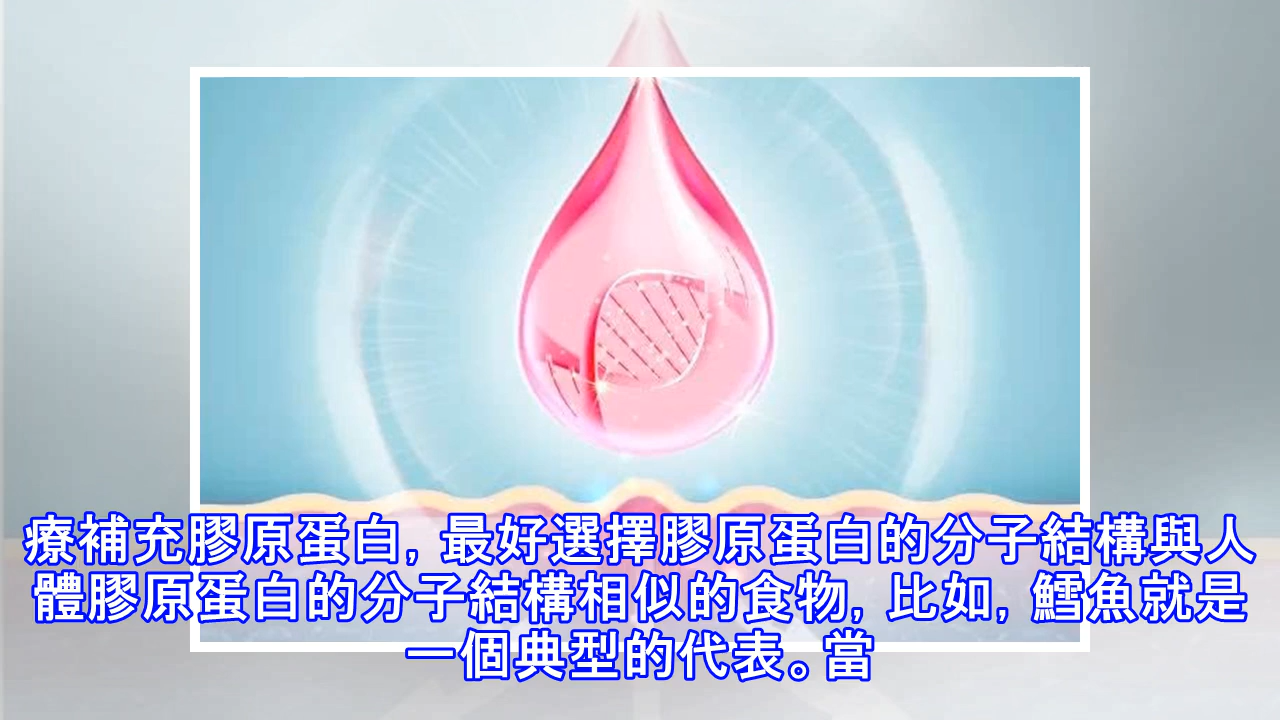 療補充膠原蛋白,最好選擇膠原蛋白的分子結構與人
體膠原蛋白的分子結構相似的食物,比如,鱈魚就是
一個典型的代表。當